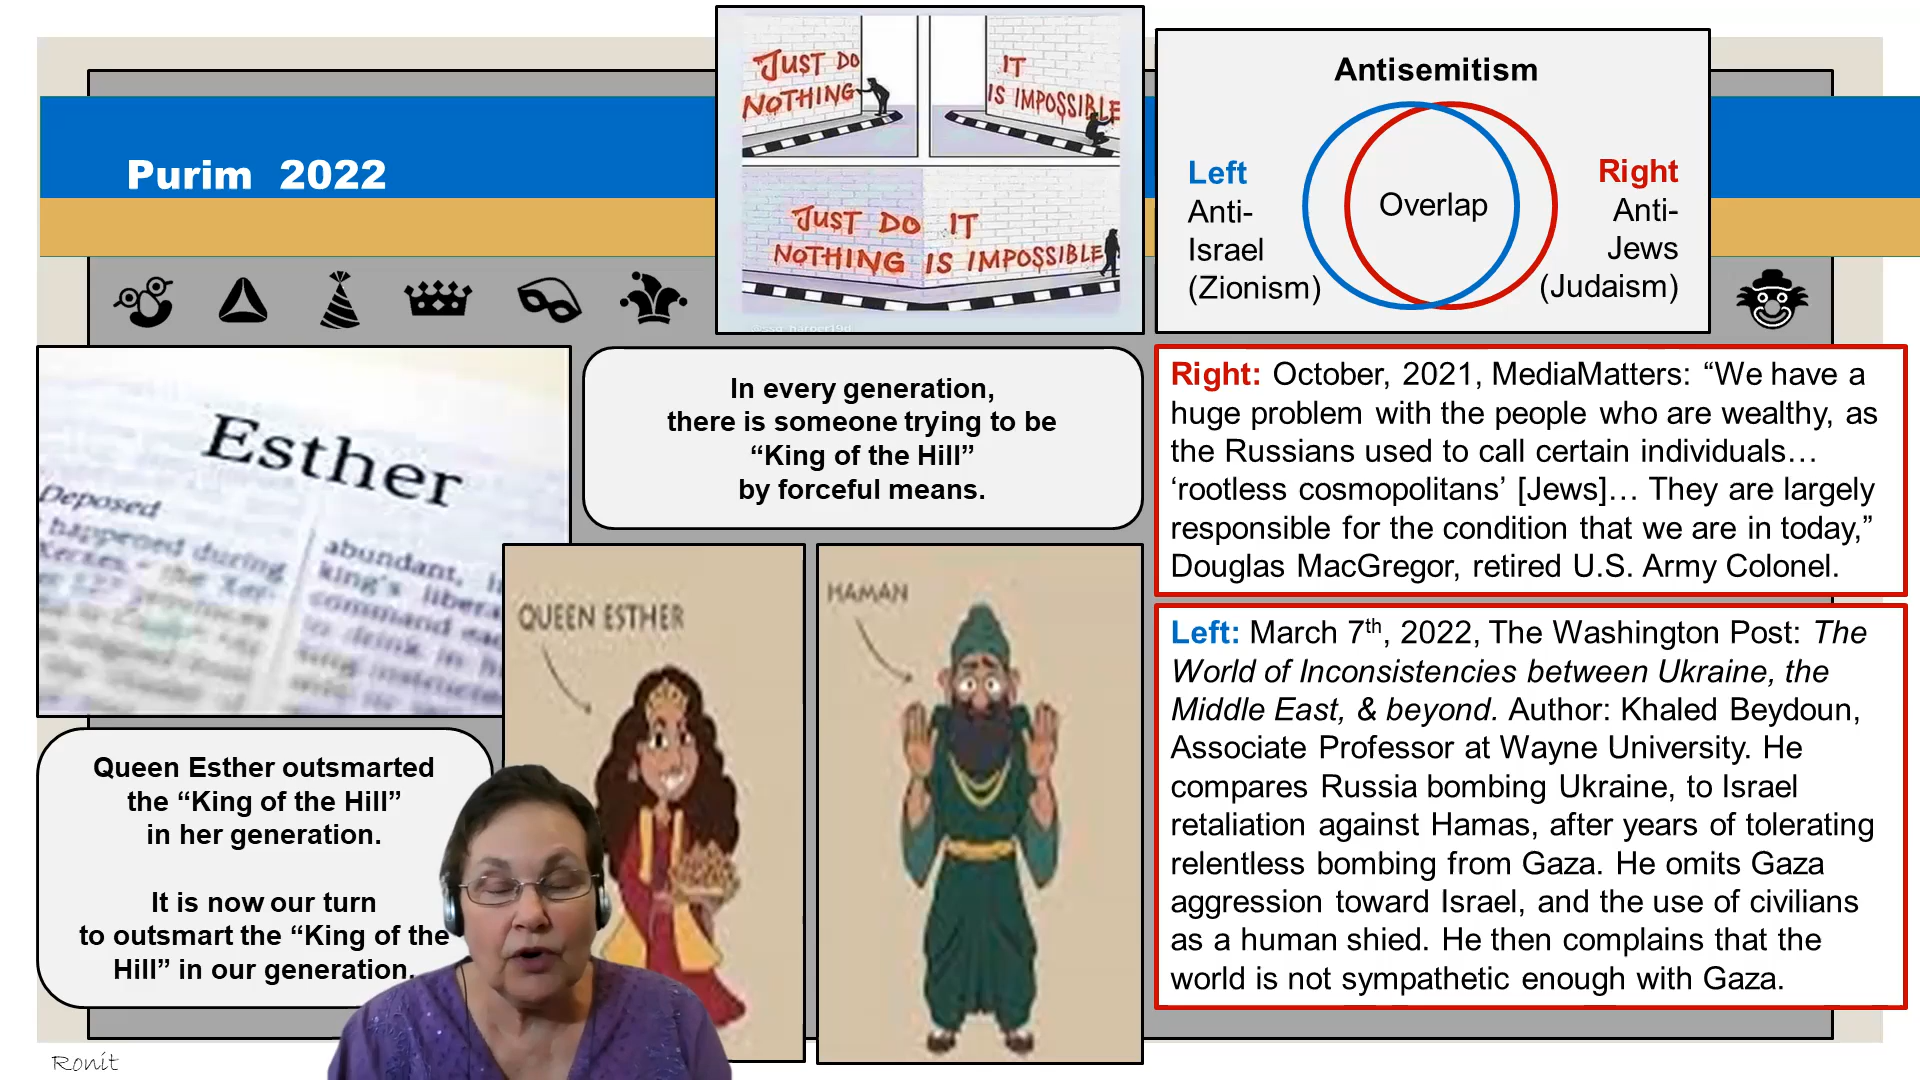 Purim 2022
JUST DO
NOTHING
IT
IS IMPOSSIBLE
JUST DO IT
NOTHING IS IMPOSSIBLE
Antisemitism
Left
Anti-
Israel
(Zionism)
Overlap
Right
Anti-
Jews
(Judaism)
Esther
Deposed
happened during
abundant,
king's libera
command
to drink in
In every generation,
there is someone trying to be
“King of the Hill”
by forceful means.
QUEEN ESTHER
HAMAN
Queen Esther outsmarted
the “King of the Hill”
in her generation.
It is now our turn
to outsmart the “King of the
Hill” in our generation.
Right: October, 2021, MediaMatters: “We have a
huge problem with the people who are wealthy, as
the Russians used to call certain individuals…
‘rootless cosmopolitans’ [Jews]… They are largely
responsible for the condition that we are in today,”
Douglas MacGregor, retired U.S. Army Colonel.
Left: March 7th, 2022, The Washington Post: The
World of Inconsistencies between Ukraine, the
Middle East, & beyond. Author: Khaled Beydoun,
Associate Professor at Wayne University. He
compares Russia bombing Ukraine, to Israel
retaliation against Hamas, after years of tolerating
relentless bombing from Gaza. He omits Gaza
aggression toward Israel, and the use of civilians
as a human shied. He then complains that the
world is not sympathetic enough with Gaza.
Ronit